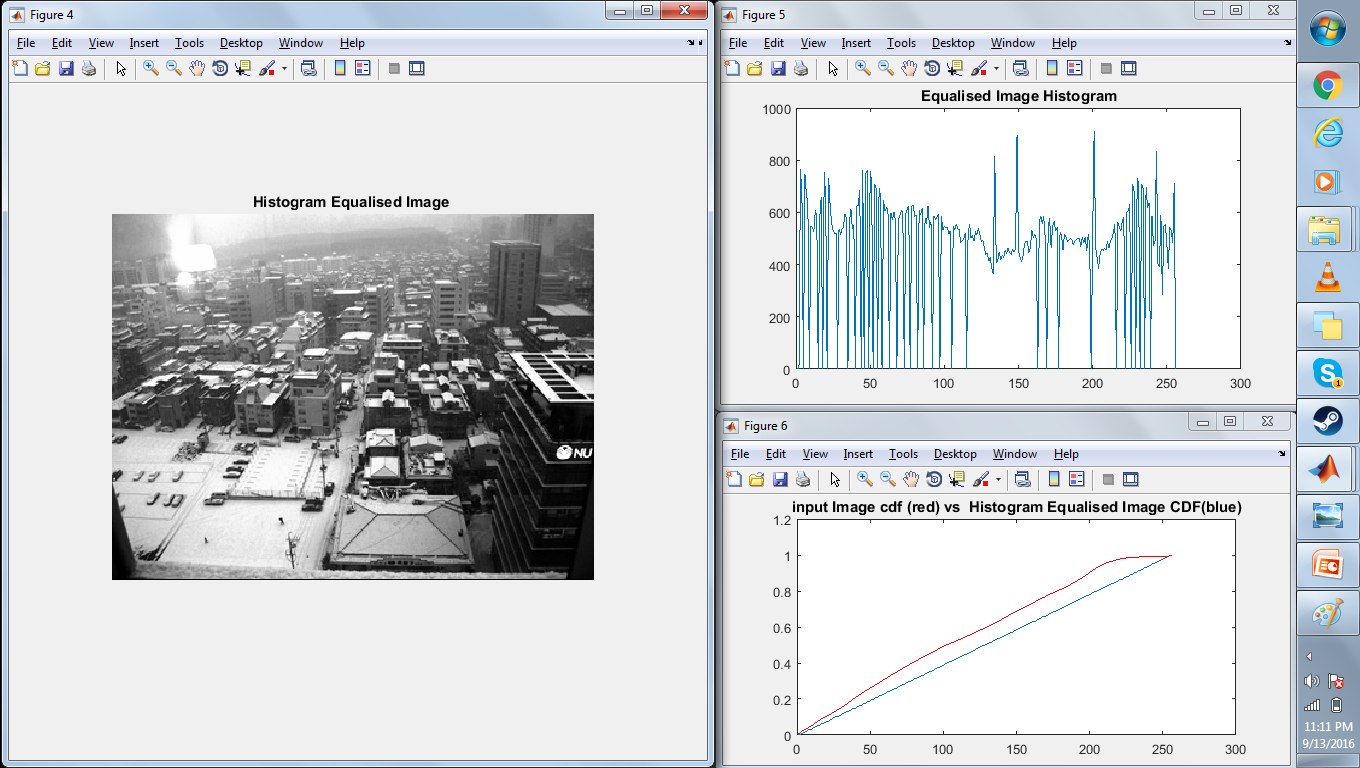 Figure 4
File Edit View Insert Tools Desktop Window Help
Histogram Equalised Image
NU
Figure 5
File Edit View Insert Tools Desktop Window Help
Equalised Image Histogram
1000
800
600
400
200
0
0 50 100 150 200 250 300
Figure 6
File Edit View Insert Tools Desktop Window Help
input Image cdf (red) vs  Histogram Equalised Image CDF(blue)
1.2
1
0.8
0.6
0.4
0.2
0
0 50 100 150 200 250 300
S
1
11:11 PM
9/13/2016